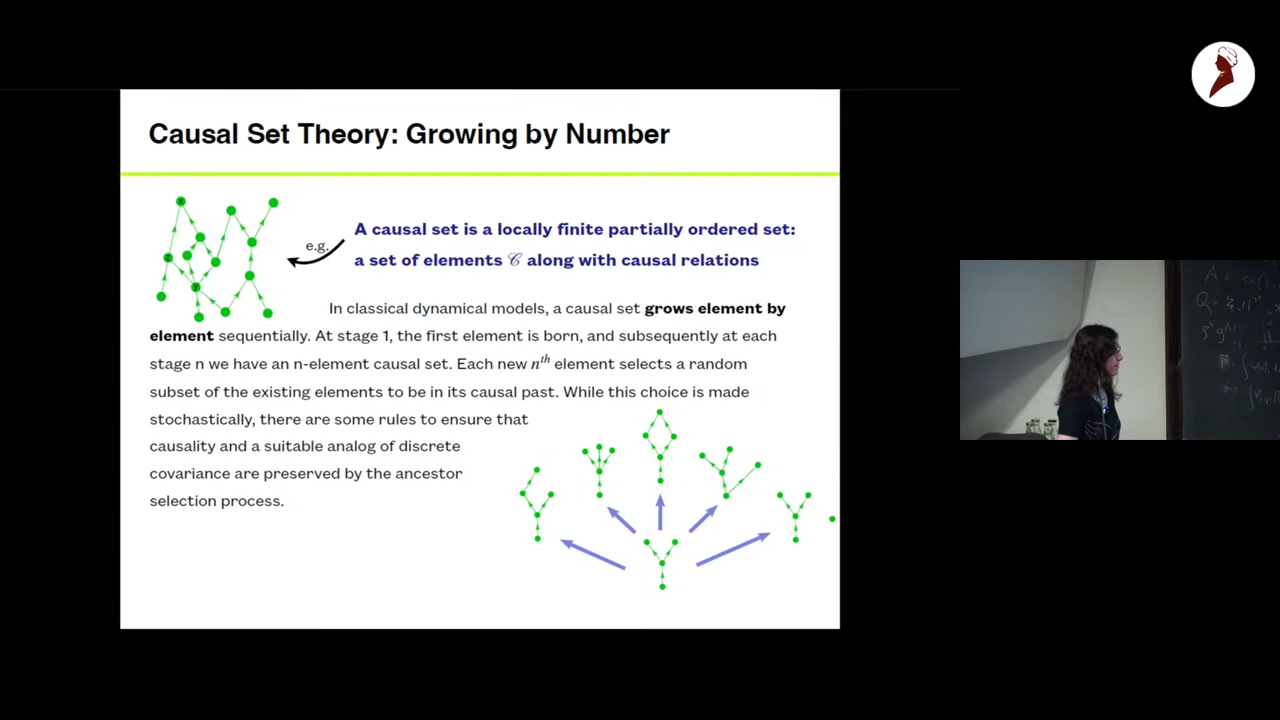 Causal Set Theory: Growing by Number
e.g.
A causal set is a locally finite partially ordered set:
a set of elements 𝒞 along with causal relations
In classical dynamical models, a causal set grows element by
element sequentially. At stage 1, the first element is born, and subsequently at each
stage n we have an n-element causal set. Each new nᵗʰ element selects a random
subset of the existing elements to be in its causal past. While this choice is made
stochastically, there are some rules to ensure that
causality and a suitable analog of discrete
covariance are preserved by the ancestor
selection process.